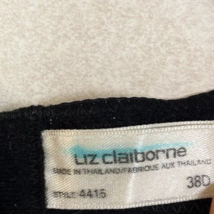 liz claiborne
MADE IN THAILAND/FABRIQUE AUX THAILAND
STYLE 4415 38D